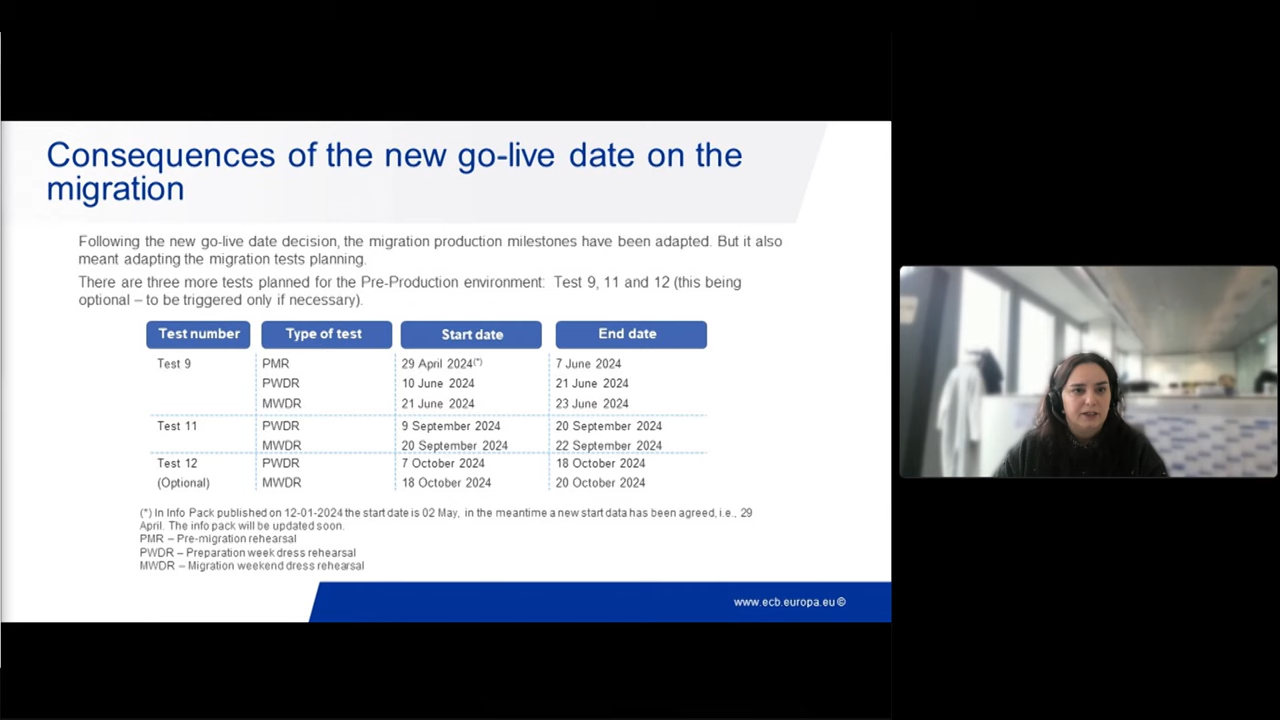 Consequences of the new go-live date on the
migration
Following the new go-live date decision, the migration production milestones have been adapted. But it also
meant adapting the migration tests planning.
There are three more tests planned for the Pre-Production environment: Test 9, 11 and 12 (this being
optional – to be triggered only if necessary).
Test number Type of test Start date End date
Test 9 PMR 29 April 2024(*) 7 June 2024
PWDR 10 June 2024 21 June 2024
MWDR 21 June 2024 23 June 2024
Test 11 PWDR 9 September 2024 20 September 2024
MWDR 20 September 2024 22 September 2024
Test 12 PWDR 7 October 2024 18 October 2024
(Optional) MWDR 18 October 2024 20 October 2024
(*) In Info Pack published on 12-01-2024 the start date is 02 May, in the meantime a new start data has been agreed, i.e., 29
April. The info pack will be updated soon.
PMR – Pre-migration rehearsal
PWDR – Preparation week dress rehearsal
MWDR – Migration weekend dress rehearsal
www.ecb.europa.eu ©